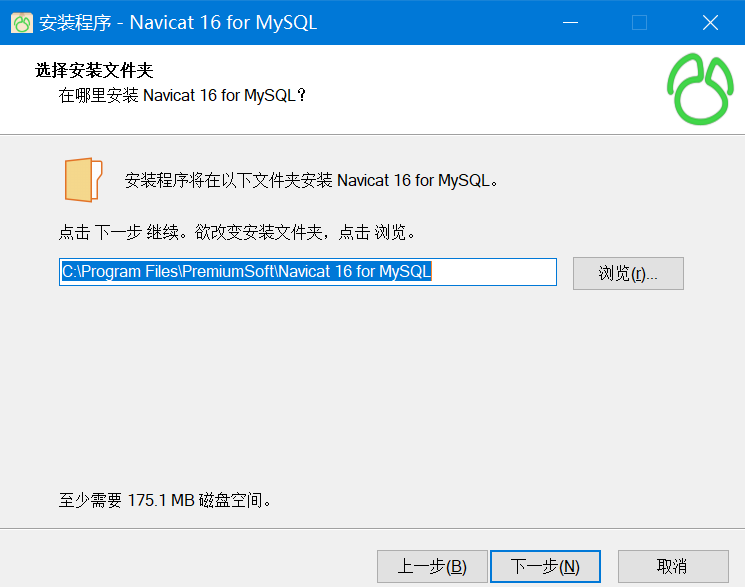 安装程序 - Navicat 16 for MySQL
选择安装文件夹
在哪里安装 Navicat 16 for MySQL？
安装程序将在以下文件夹安装 Navicat 16 for MySQL。
点击 下一步 继续。欲改变安装文件夹，点击 浏览。
C:\Program Files\PremiumSoft\Navicat 16 for MySQL
浏览(r)...
至少需要 175.1 MB 磁盘空间。
上一步(B)
下一步(N)
取消